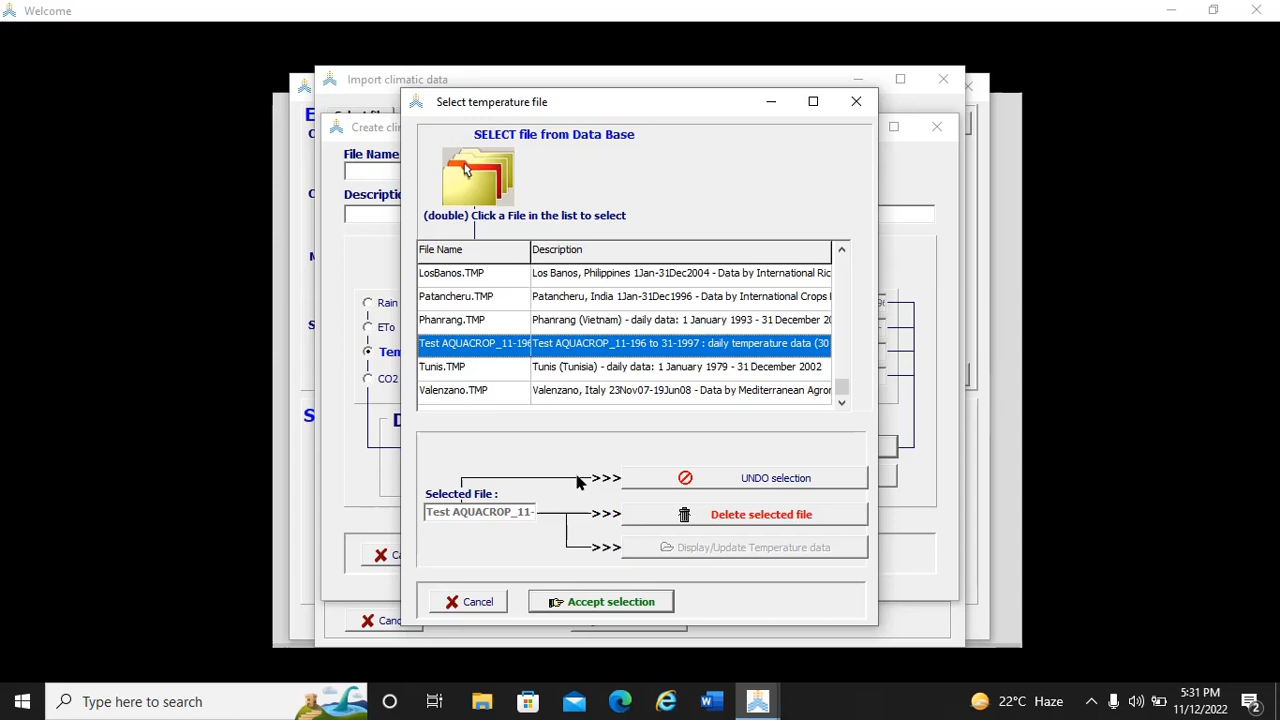 Welcome
Import climatic data
Select temperature file
Create cli
SELECT file from Data Base
File Name
(double) Click a File in the list to select
File Name Description
LosBanos.TMP Los Banos, Philippines 1Jan-31Dec2004 - Data by International Ric
Patancheru.TMP Patancheru, India 1Jan-31Dec1996 - Data by International Crops
Phanrang.TMP Phanrang (Vietnam) - daily data: 1 January 1993 - 31 December 20
Test AQUACROP_11-196 Test AQUACROP_11-196 to 31-1997 : daily temperature data (30
Tunis.TMP Tunis (Tunisia) - daily data: 1 January 1979 - 31 December 2002
Valenzano.TMP Valenzano, Italy 23Nov07-19Jun08 - Data by Mediterranean Agron
Descriptio
Rain
ETo
Tem
CO2
D
>>> UNDO selection
Selected File :
Test AQUACROP_11- >>> Delete selected file
>>> Display/Update Temperature data
Ca
Cancel Accept selection
Canc
Type here to search
22°C Haze
5:31 PM
11/12/2022
2